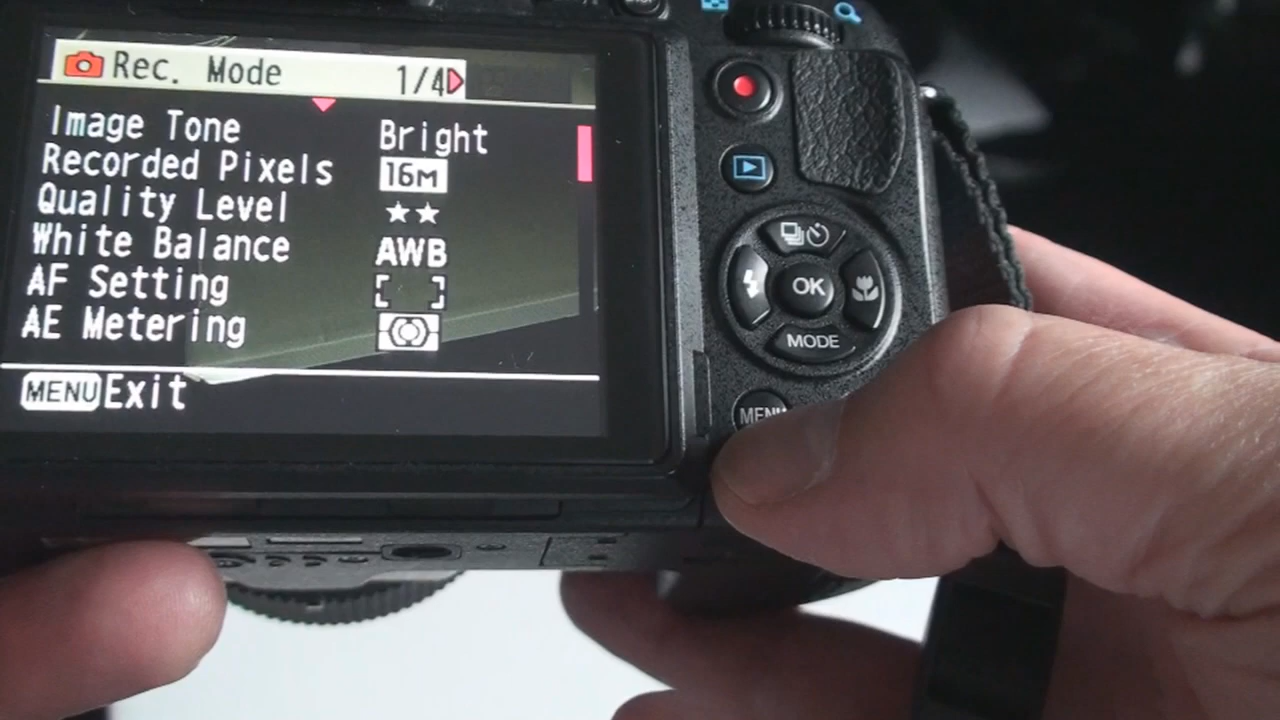 Rec. Mode 1/4
Image Tone Bright
Recorded Pixels 16M
Quality Level ★★
White Balance AWB
AF Setting [ ]
AE Metering
MENU Exit
OK
MODE
MENU